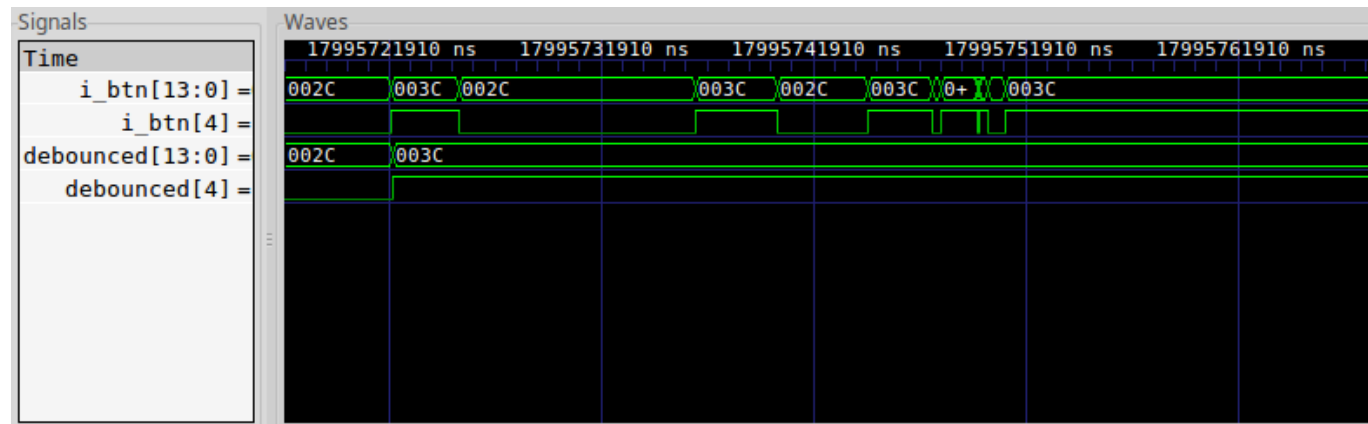 Signals
Waves
Time
17995721910 ns 17995731910 ns 17995741910 ns 17995751910 ns 17995761910 ns
i_btn[13:0] = 002C 003C 002C 003C 002C 003C 0+ 003C
i_btn[4] =
debounced[13:0] = 002C 003C
debounced[4] =